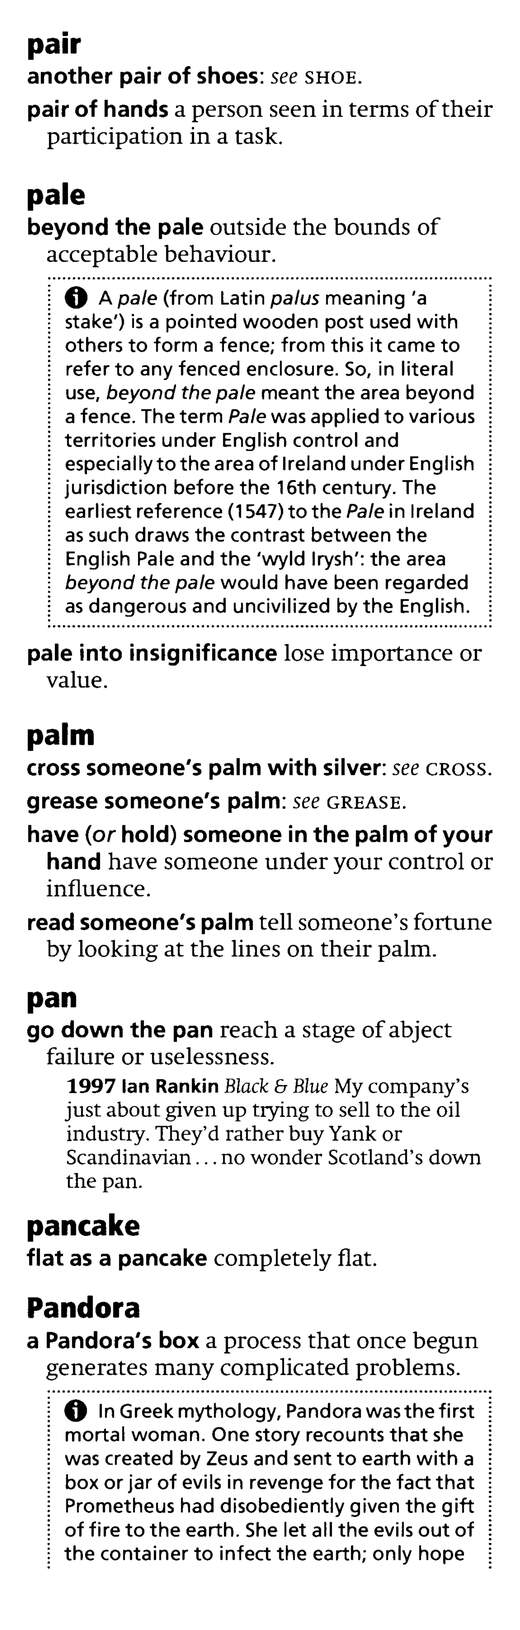 pair
another pair of shoes: see SHOE.
pair of hands a person seen in terms of their
participation in a task.
pale
beyond the pale outside the bounds of
acceptable behaviour.
A pale (from Latin palus meaning ‘a
stake’) is a pointed wooden post used with
others to form a fence; from this it came to
refer to any fenced enclosure. So, in literal
use, beyond the pale meant the area beyond
a fence. The term Pale was applied to various
territories under English control and
especially to the area of Ireland under English
jurisdiction before the 16th century. The
earliest reference (1547) to the Pale in Ireland
as such draws the contrast between the
English Pale and the ‘wyld Irysh’: the area
beyond the pale would have been regarded
as dangerous and uncivilized by the English.
pale into insignificance lose importance or
value.
palm
cross someone’s palm with silver: see CROSS.
grease someone’s palm: see GREASE.
have (or hold) someone in the palm of your
hand have someone under your control or
influence.
read someone’s palm tell someone’s fortune
by looking at the lines on their palm.
pan
go down the pan reach a stage of abject
failure or uselessness.
1997 Ian Rankin Black & Blue My company’s
just about given up trying to sell to the oil
industry. They’d rather buy Yank or
Scandinavian...no wonder Scotland’s down
the pan.
pancake
flat as a pancake completely flat.
Pandora
a Pandora’s box a process that once begun
generates many complicated problems.
In Greek mythology, Pandora was the first
mortal woman. One story recounts that she
was created by Zeus and sent to earth with a
box or jar of evils in revenge for the fact that
Prometheus had disobediently given the gift
of fire to the earth. She let all the evils out of
the container to infect the earth; only hope